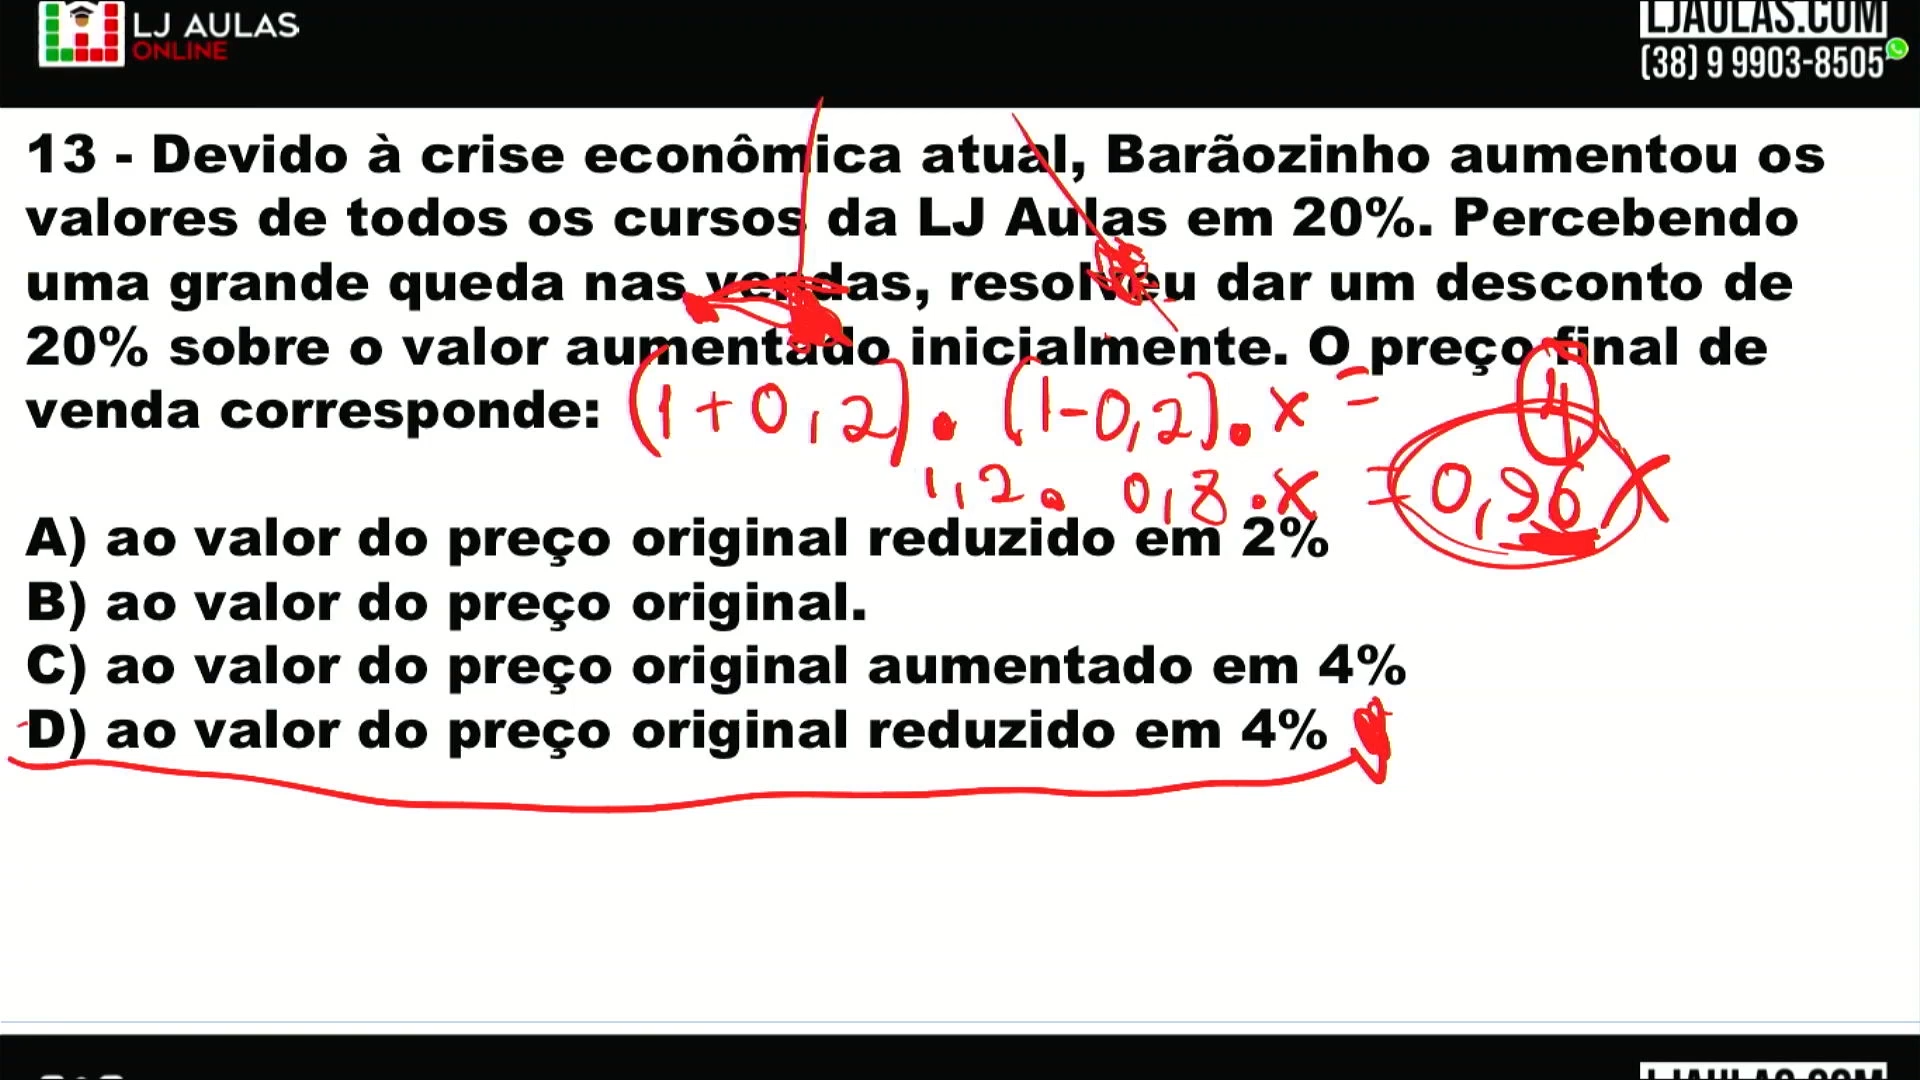 LJ AULAS
ONLINE
LJAULAS.COM
(38) 9 9903-8505
13 - Devido à crise econômica atual, Barãozinho aumentou os
valores de todos os cursos da LJ Aulas em 20%. Percebendo
uma grande queda nas vendas, resolveu dar um desconto de
20% sobre o valor aumentado inicialmente. O preço final de
venda corresponde: (1+0,2).(1-0,2).x=
4
1,2.0,8.x=0,96x
A) ao valor do preço original reduzido em 2%
B) ao valor do preço original.
C) ao valor do preço original aumentado em 4%
D) ao valor do preço original reduzido em 4%
LJAULAS.COM